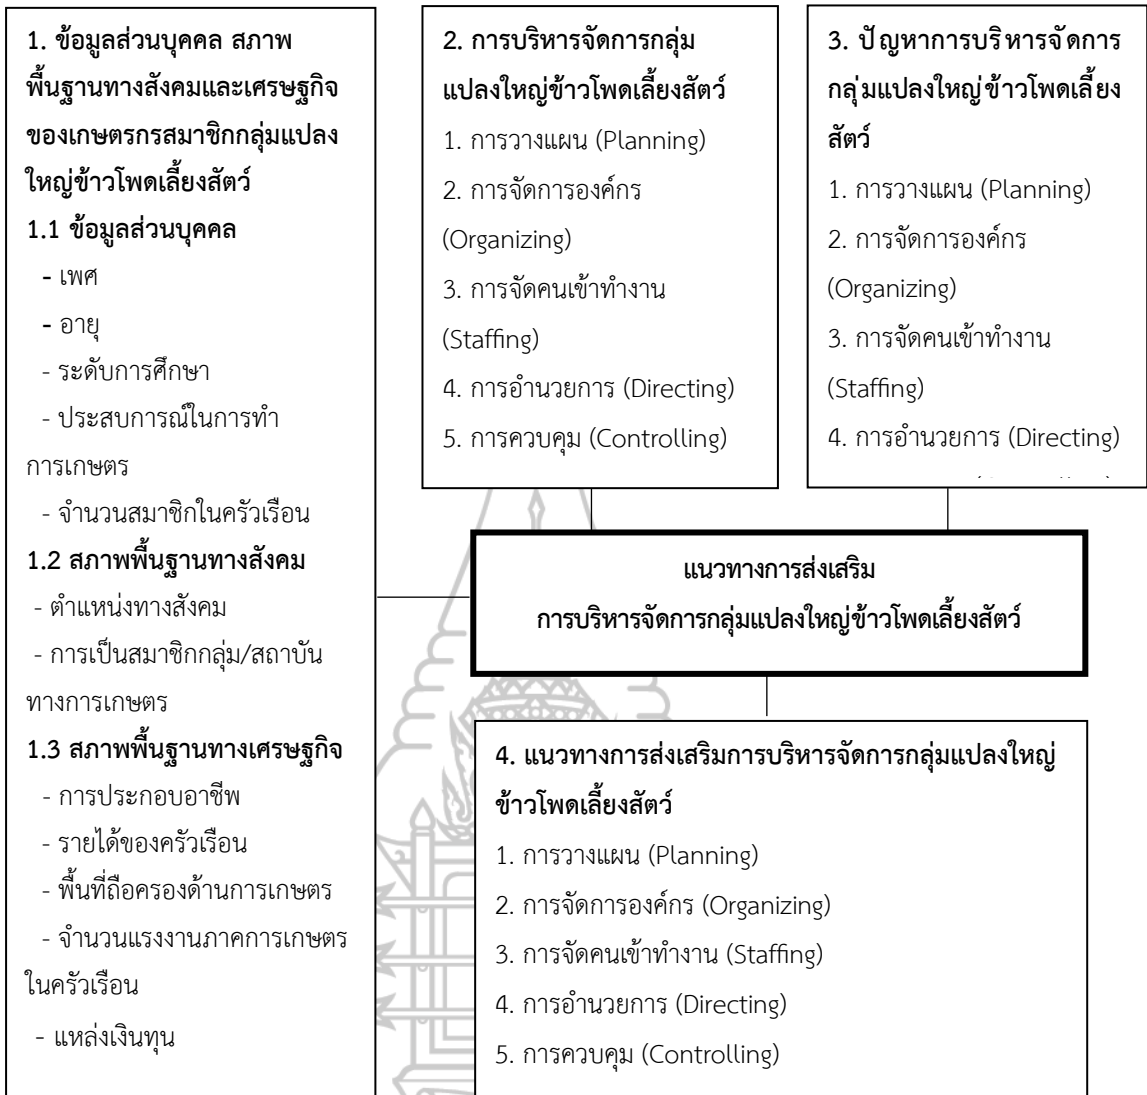 1. ข้อมูลส่วนบุคคล สภาพ
พื้นฐานทางสังคมและเศรษฐกิจ
ของเกษตรกรสมาชิกกลุ่มแปลง
ใหญ่ข้าวโพดเลี้ยงสัตว์
1.1 ข้อมูลส่วนบุคคล
- เพศ
- อายุ
- ระดับการศึกษา
- ประสบการณ์ในการทำ
การเกษตร
- จำนวนสมาชิกในครัวเรือน
1.2 สภาพพื้นฐานทางสังคม
- ตำแหน่งทางสังคม
- การเป็นสมาชิกกลุ่ม/สถาบัน
ทางการเกษตร
1.3 สภาพพื้นฐานทางเศรษฐกิจ
- การประกอบอาชีพ
- รายได้ของครัวเรือน
- พื้นที่ถือครองด้านการเกษตร
- จำนวนแรงงานภาคการเกษตร
ในครัวเรือน
- แหล่งเงินทุน
2. การบริหารจัดการกลุ่ม
แปลงใหญ่ข้าวโพดเลี้ยงสัตว์
1. การวางแผน (Planning)
2. การจัดการองค์กร
(Organizing)
3. การจัดคนเข้าทำงาน
(Staffing)
4. การอำนวยการ (Directing)
5. การควบคุม (Controlling)
3. ปัญหาการบริหารจัดการ
กลุ่มแปลงใหญ่ข้าวโพดเลี้ยง
สัตว์
1. การวางแผน (Planning)
2. การจัดการองค์กร
(Organizing)
3. การจัดคนเข้าทำงาน
(Staffing)
4. การอำนวยการ (Directing)
แนวทางการส่งเสริม
การบริหารจัดการกลุ่มแปลงใหญ่ข้าวโพดเลี้ยงสัตว์
4. แนวทางการส่งเสริมการบริหารจัดการกลุ่มแปลงใหญ่
ข้าวโพดเลี้ยงสัตว์
1. การวางแผน (Planning)
2. การจัดการองค์กร (Organizing)
3. การจัดคนเข้าทำงาน (Staffing)
4. การอำนวยการ (Directing)
5. การควบคุม (Controlling)